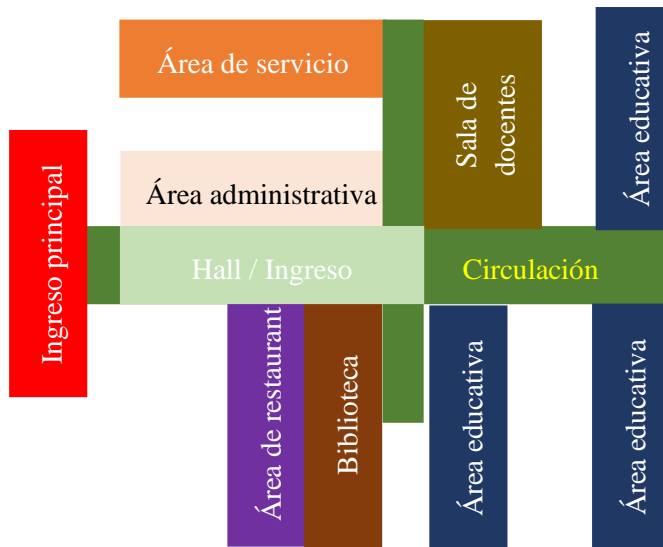 Área de servicio
Sala de
docentes
Área educativa
Ingreso principal
Área administrativa
Hall / Ingreso
Circulación
Área de restaurant
Biblioteca
Área educativa
Área educativa